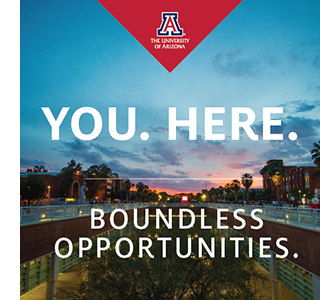 A
THE UNIVERSITY
OF ARIZONA
YOU. HERE.
BOUNDLESS
OPPORTUNITIES.